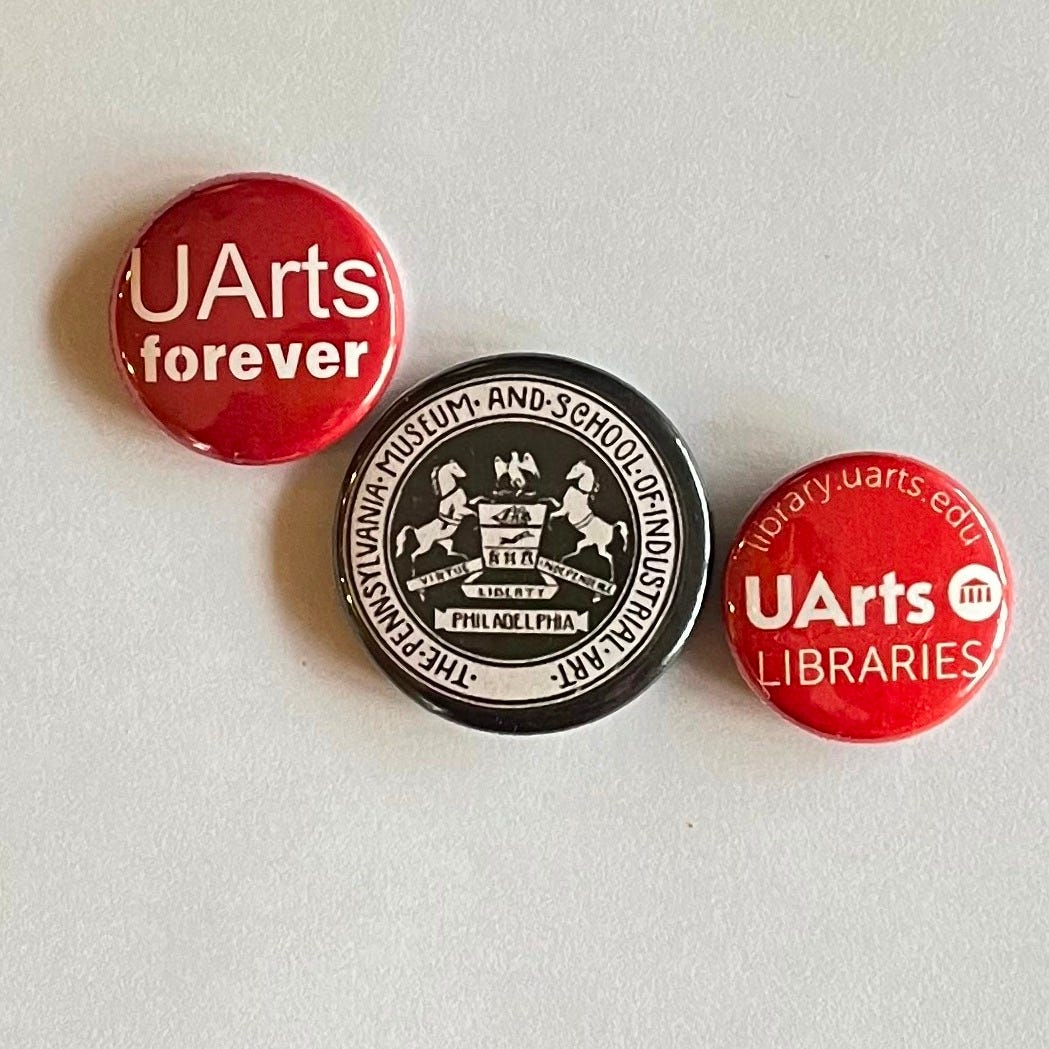 UArts
forever
THE·PENNSYLVANIA·MUSEUM·AND·SCHOOL·OF·INDUSTRIAL·ART·
VIRTUE
LIBERTY
INDEPENDENCE
PHILADELPHIA
library.uarts.edu
UArts
LIBRARIES